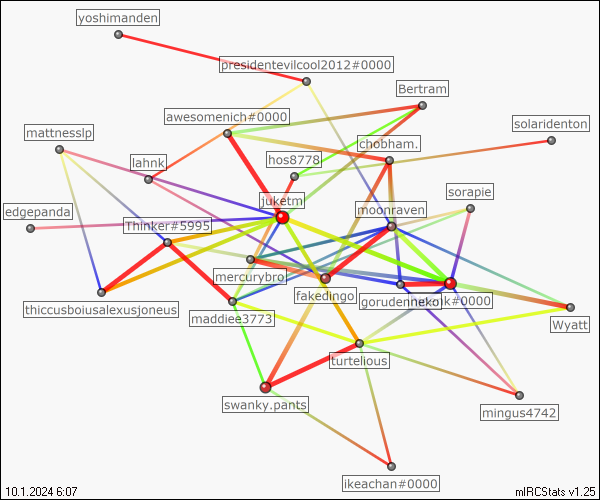 yoshimanden
presidentevilcool2012#0000
Bertram
awesomenich#0000
solaridenton
mattnesslp
chobham.
hos8778
lahnk
sorapie
juketm
edgepanda
moonraven
Thinker#5995
mercurybro
fakedingo
gorudennekojk#0000
thiccusboiusalexusjoneus
maddiee3773
Wyatt
turtelious
swanky.pants
mingus4742
ikeachan#0000
10.1.2024 6:07
mIRCStats v1.25